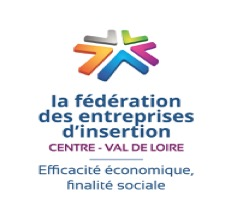 la fédération
des entreprises
d'insertion
CENTRE - VAL DE LOIRE
Efficacité économique,
finalité sociale